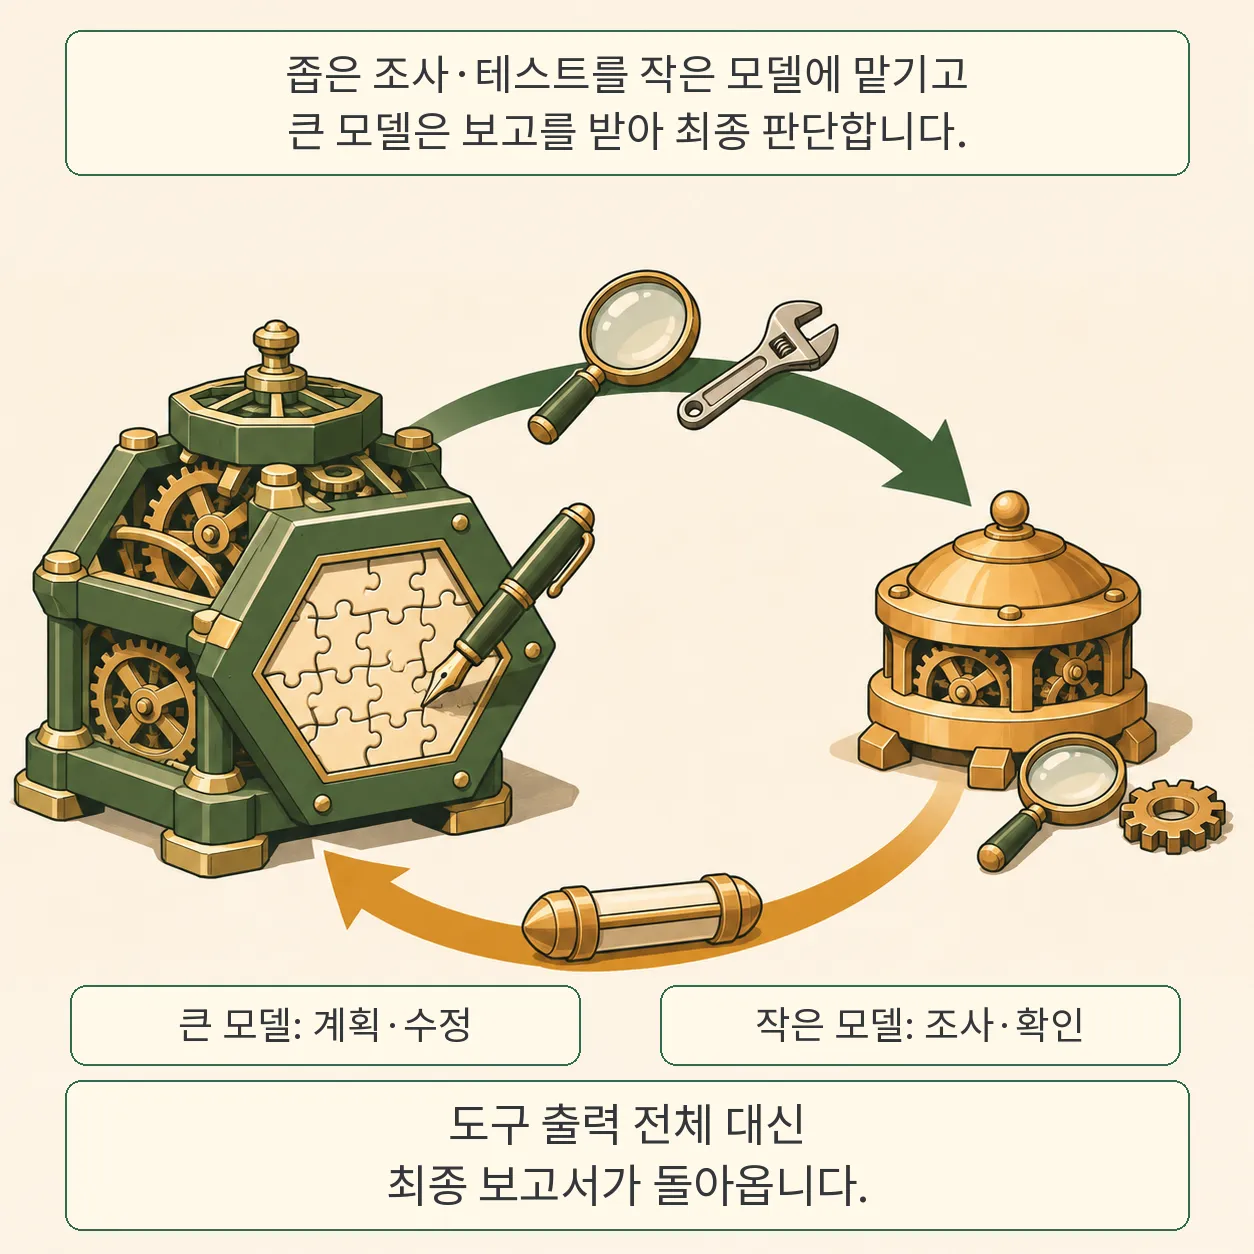 좁은 조사·테스트를 작은 모델에 맡기고
큰 모델은 보고를 받아 최종 판단합니다.
큰 모델: 계획·수정
작은 모델: 조사·확인
도구 출력 전체 대신
최종 보고서가 돌아옵니다.